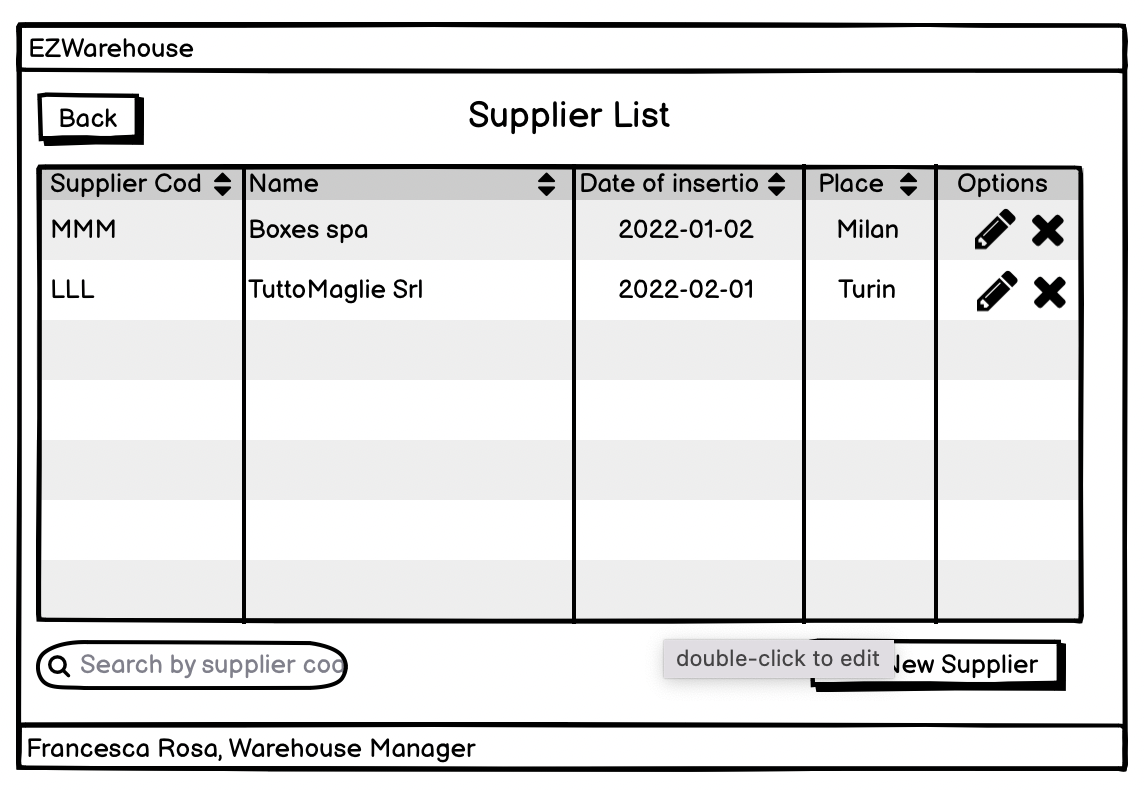 EZWarehouse
Back
Supplier List
Supplier Cod Name Date of insertio Place Options
MMM Boxes spa 2022-01-02 Milan
LLL TuttoMaglie Srl 2022-02-01 Turin
Search by supplier cod
double-click to edit
New Supplier
Francesca Rosa, Warehouse Manager